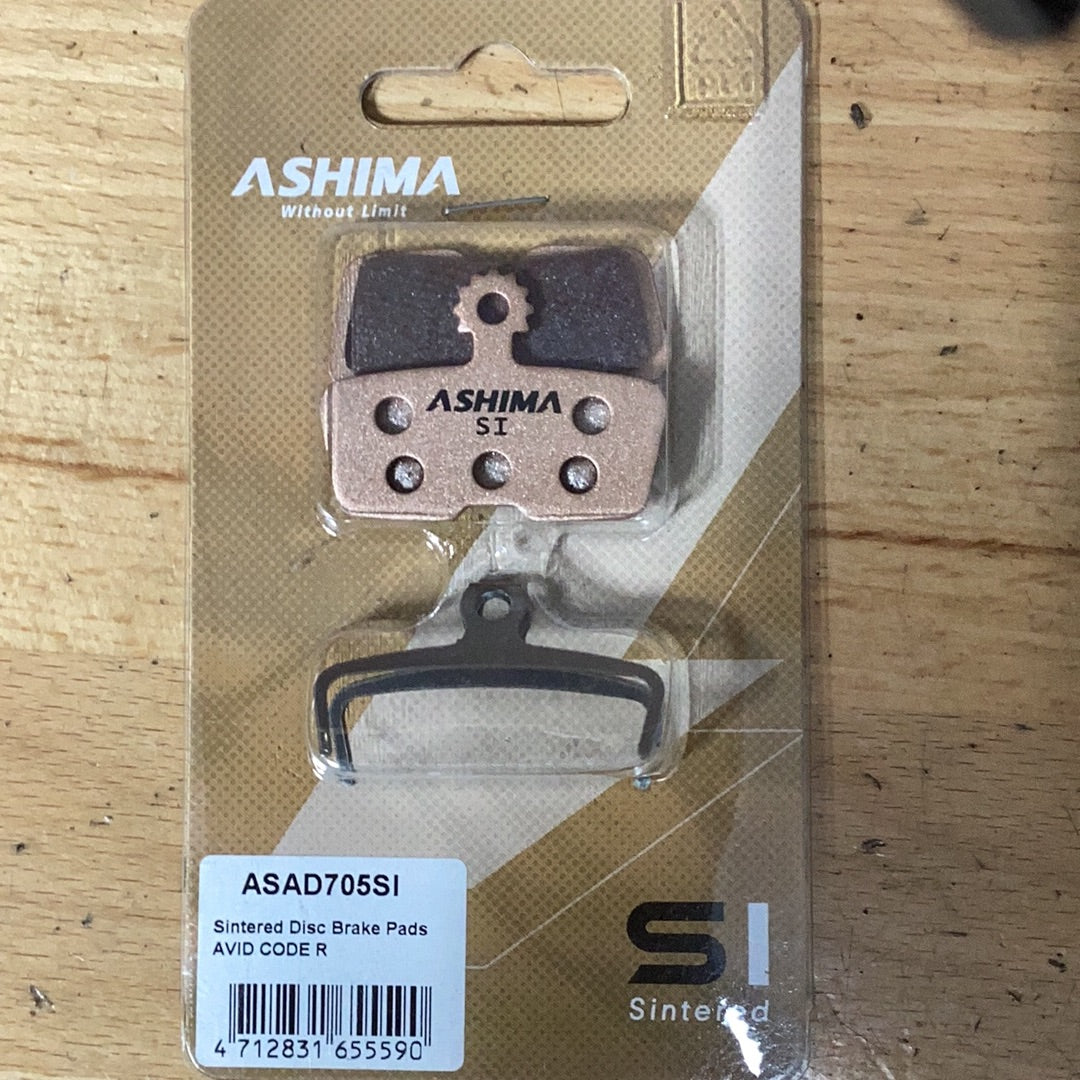 ASHIMA
Without Limit
ASHIMA
SI
ASAD705SI
Sintered Disc Brake Pads
AVID CODE R
4 712831 655590
SI
Sintered